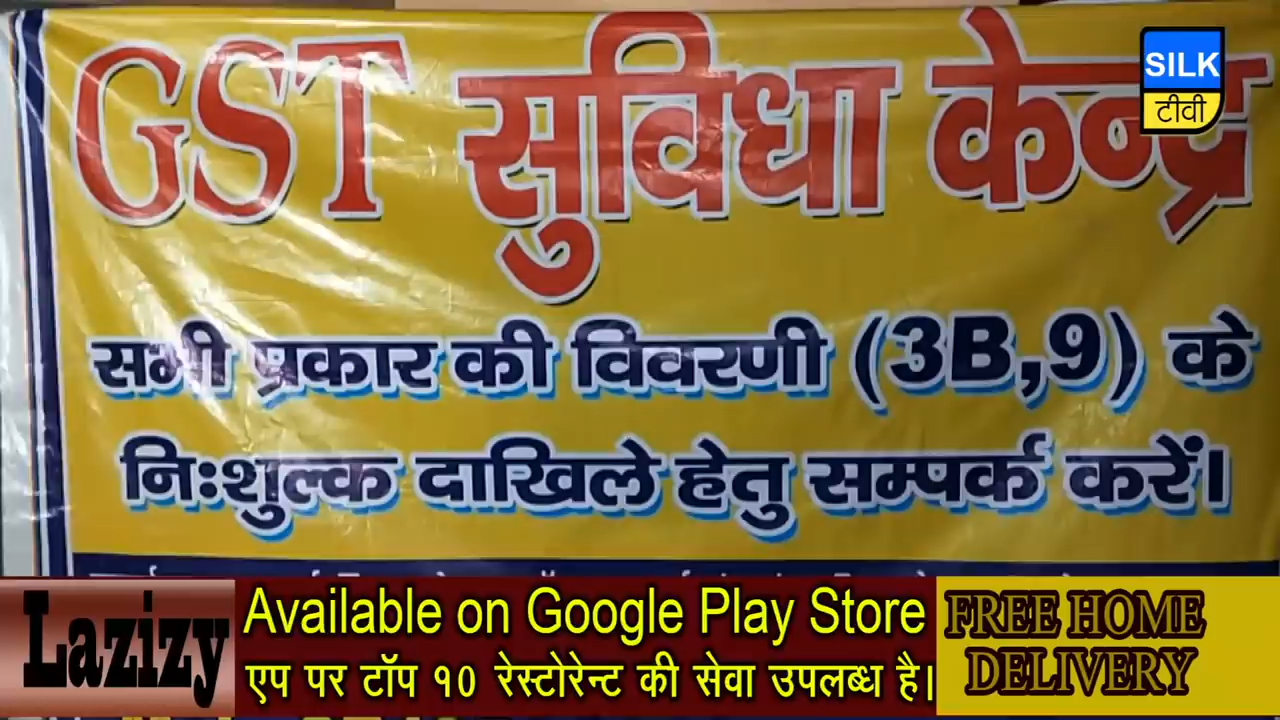 GST सुविधा केन्द्र
SILK
टीवी
सभी प्रकार की विवरणी (3B,9) के
निःशुल्क दाखिले हेतु सम्पर्क करें।
Lazizy
Available on Google Play Store
एप पर टॉप १० रेस्टोरेन्ट की सेवा उपलब्ध है।
FREE HOME
DELIVERY